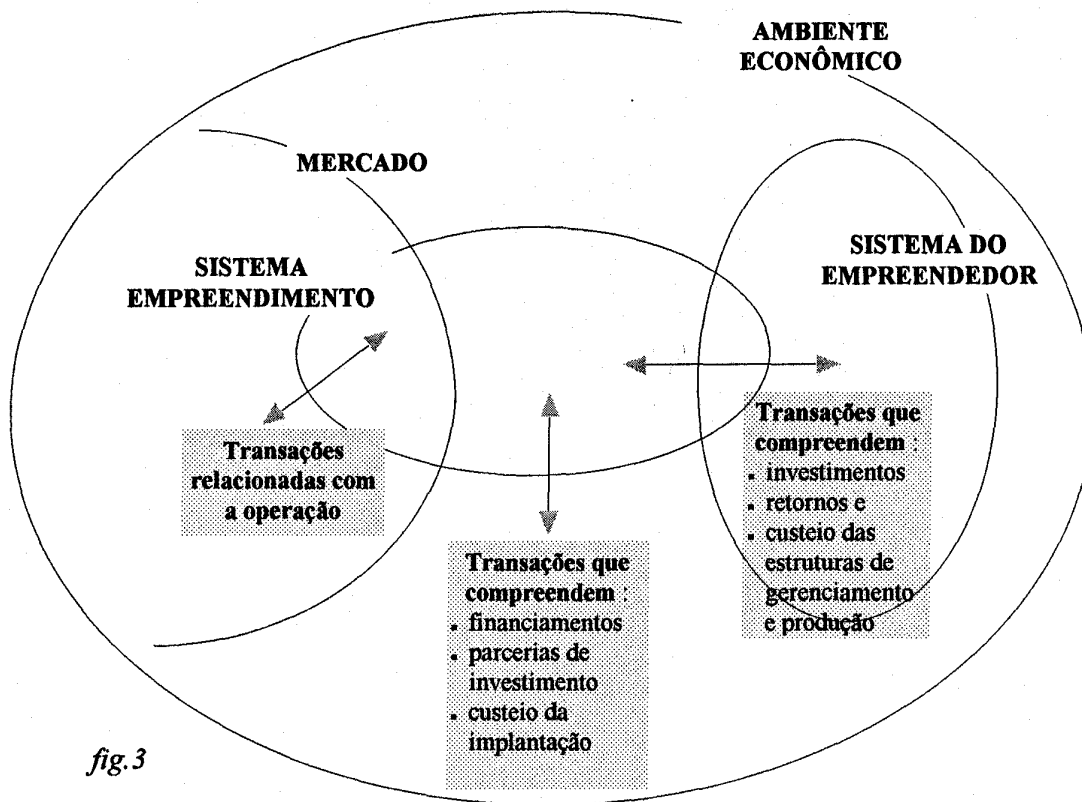 AMBIENTE
ECONÔMICO
MERCADO
SISTEMA
EMPREENDIMENTO
SISTEMA DO
EMPREENDEDOR
Transações
relacionadas com
a operação
Transações que
compreendem :
. financiamentos
. parcerias de
investimento
. custeio da
implantação
Transações que
compreendem :
. investimentos
. retornos e
. custeio das
estruturas de
gerenciamento
e produção
fig.3